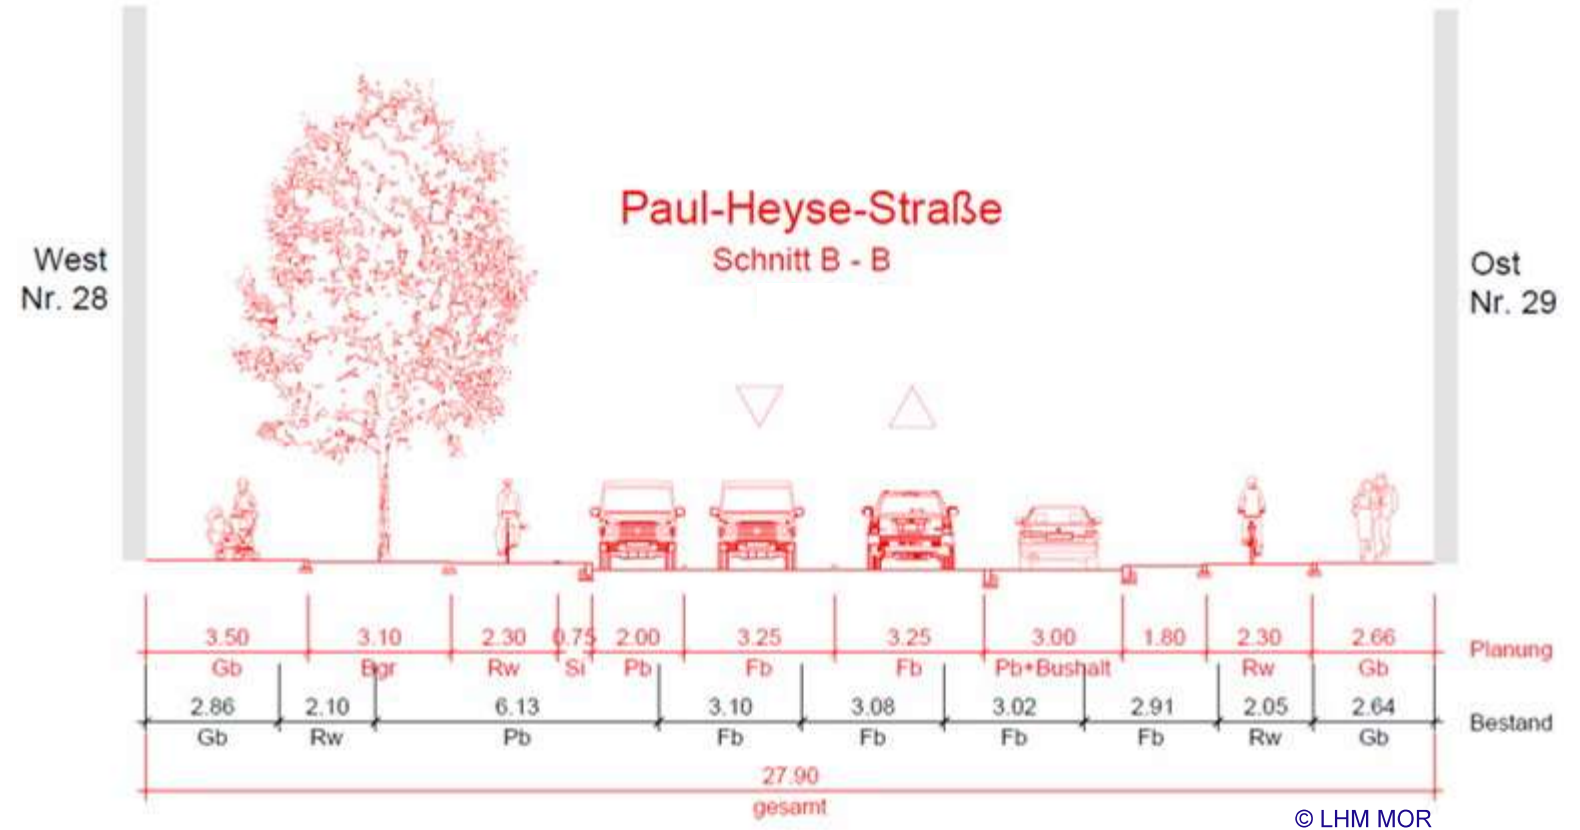 Paul-Heyse-Straße
Schnitt B - B
West
Nr. 28
Ost
Nr. 29
3.50 3.10 2.30 0.75 2.00 3.25 3.25 3.00 1.80 2.30 2.66 Planung
Gb Bgr Rw Si Pb Fb Fb Pb+Bushalt Rw Gb
2.86 2.10 6.13 3.10 3.08 3.02 2.91 2.05 2.64 Bestand
Gb Rw Pb Fb Fb Fb Fb Rw Gb
27.90
gesamt
© LHM MOR